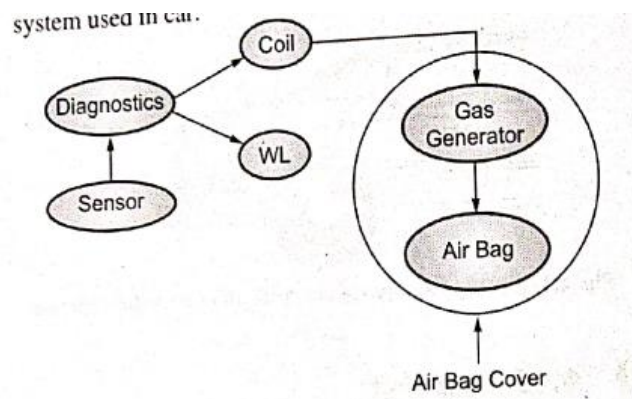 system used in car.
Coil
Diagnostics
Gas
Generator
WL
Sensor
Air Bag
Air Bag Cover